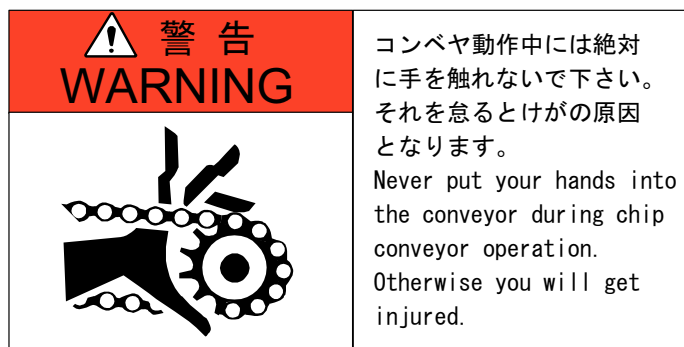 警告
WARNING
コンベヤ動作中には絶対
に手を触れないで下さい。
それを怠るとけがの原因
となります。
Never put your hands into
the conveyor during chip
conveyor operation.
Otherwise you will get
injured.